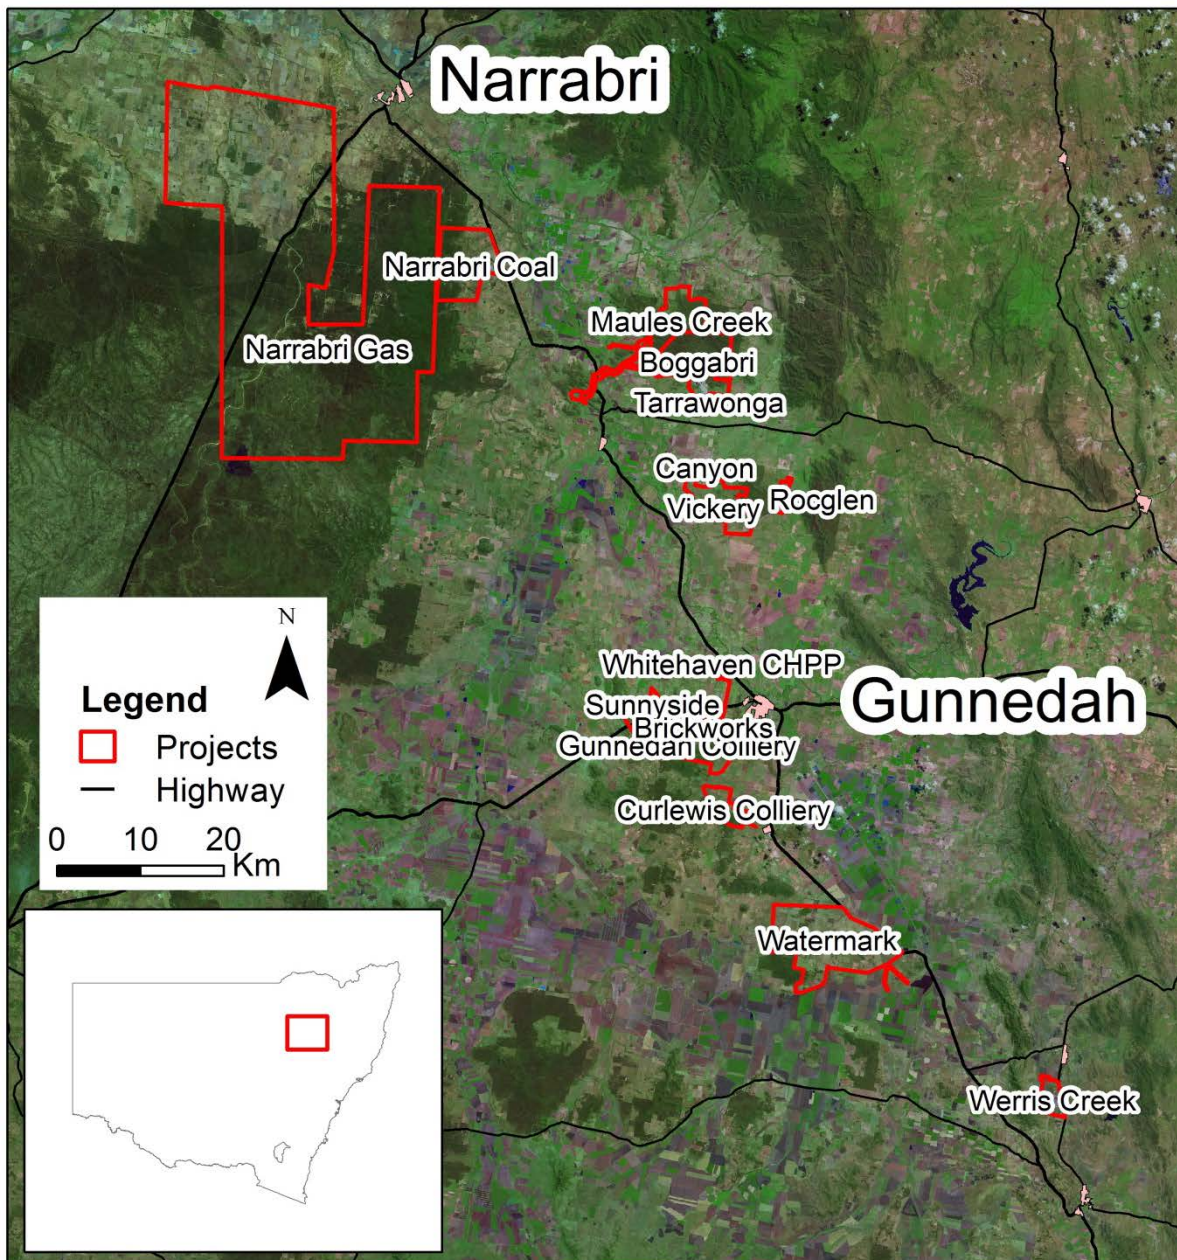 Narrabri
Narrabri Coal
Maules Creek
Narrabri Gas
Boggabri
Tarrawonga
Canyon
Vickery
Rocglen
N
Legend
Projects
Highway
0 10 20
Km
Whitehaven CHPP
Sunnyside
Gunnedah
Brickworks
Gunnedah Colliery
Curlewis Colliery
Watermark
Werris Creek